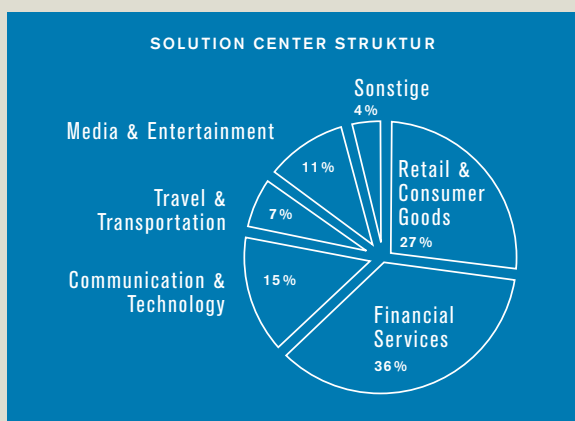 SOLUTION CENTER STRUKTUR
Sonstige
4%
Media & Entertainment
11%
Retail &
Consumer
Goods
27%
Travel &
Transportation
7%
Communication &
Technology
15%
Financial
Services
36%